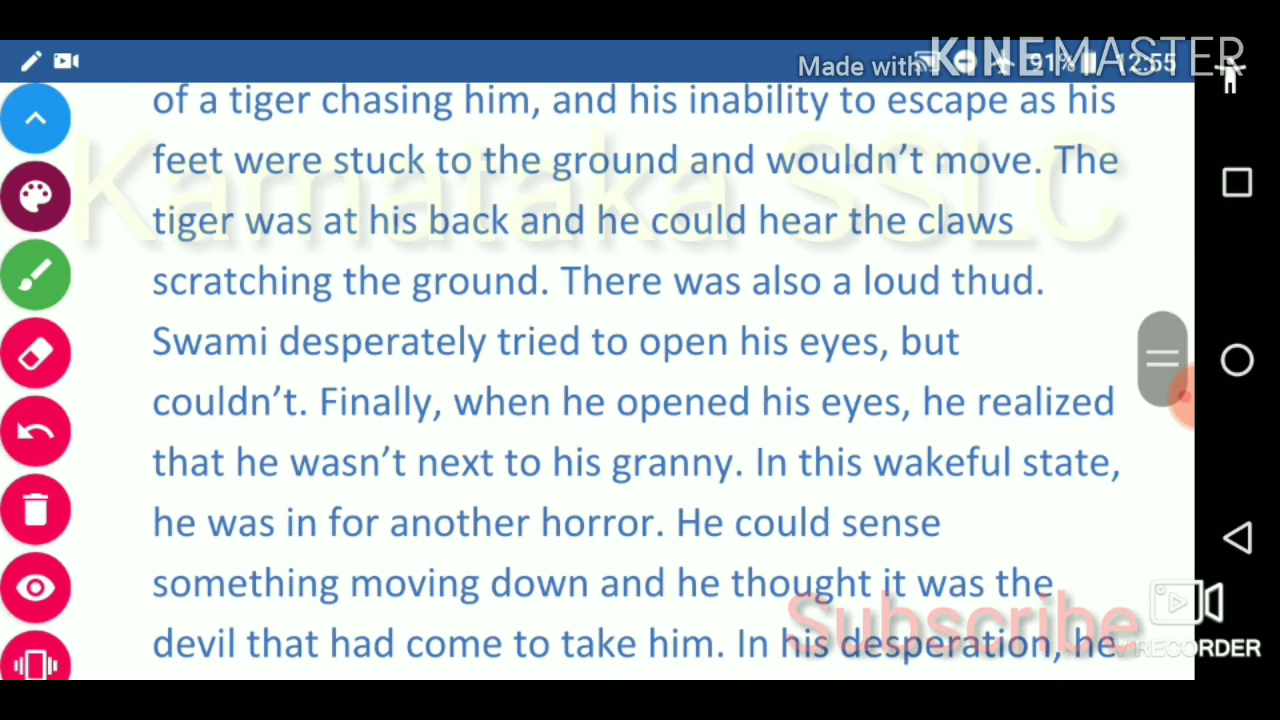 Made with KINEMASTER
91% 12:55
of a tiger chasing him, and his inability to escape as his
feet were stuck to the ground and wouldn't move. The
tiger was at his back and he could hear the claws
scratching the ground. There was also a loud thud.
Swami desperately tried to open his eyes, but
couldn't. Finally, when he opened his eyes, he realized
that he wasn't next to his granny. In this wakeful state,
he was in for another horror. He could sense
something moving down and he thought it was the
devil that had come to take him. In his desperation, he
Karnataka SSLC
Subscribe
RECORDER